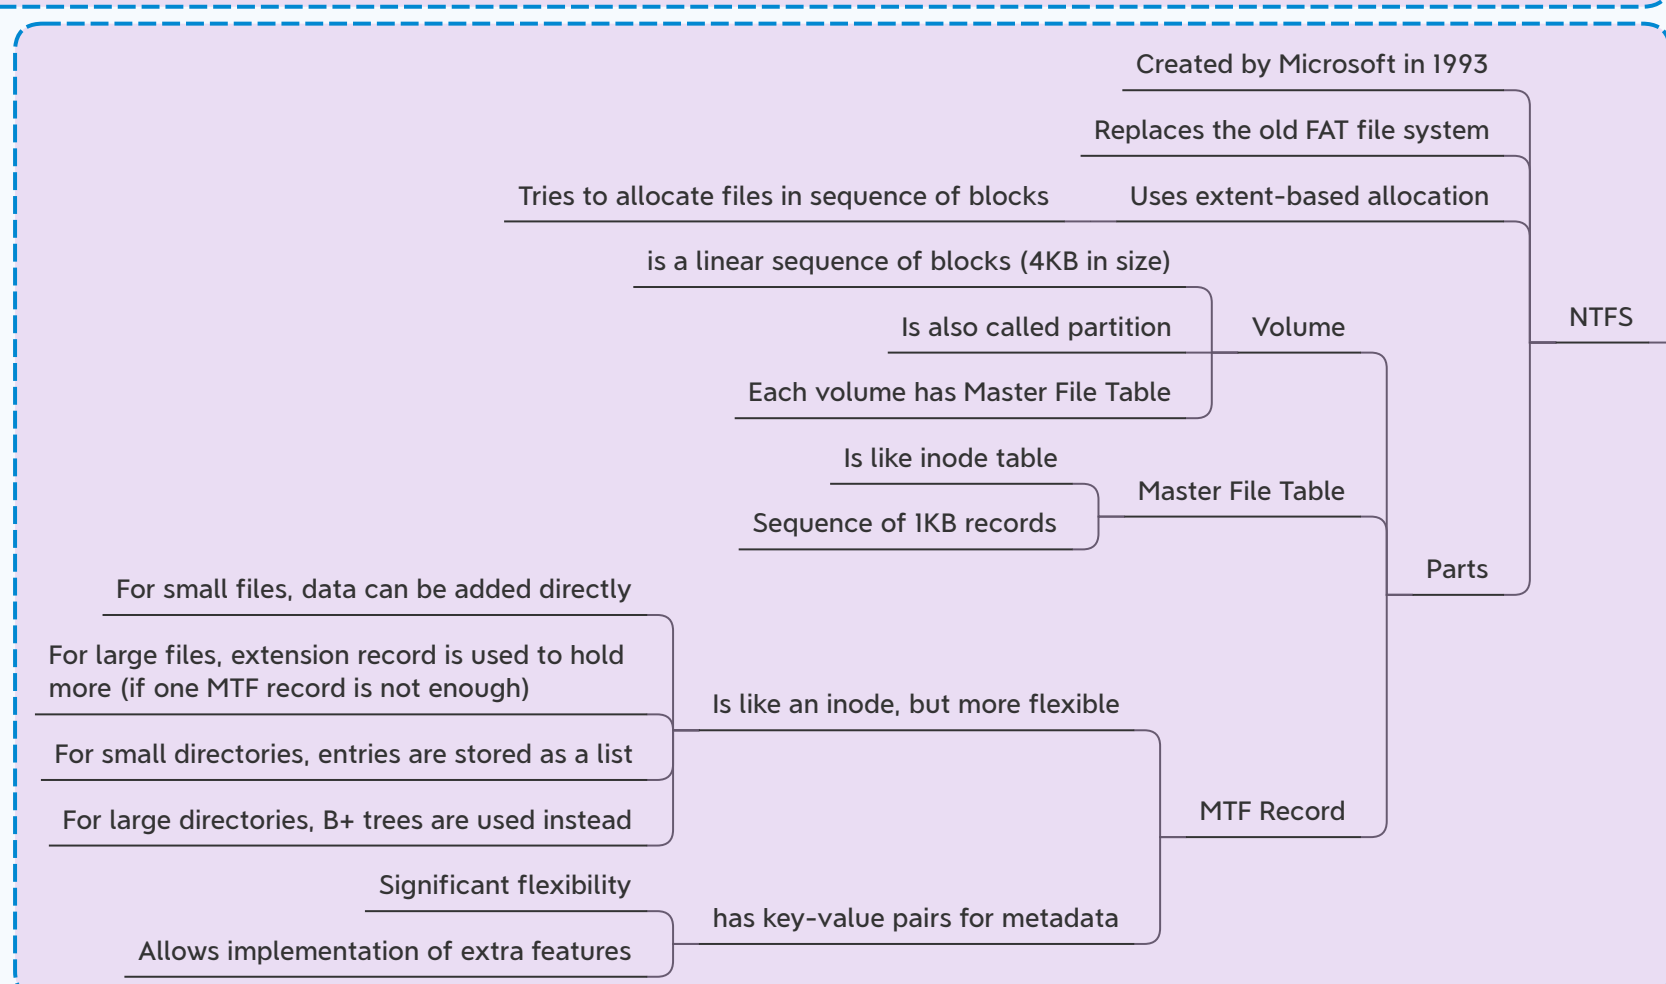 Created by Microsoft in 1993
Replaces the old FAT file system
Tries to allocate files in sequence of blocks
Uses extent-based allocation
is a linear sequence of blocks (4KB in size)
Is also called partition
Volume
NTFS
Each volume has Master File Table
Is like inode table
Master File Table
Sequence of 1KB records
Parts
For small files, data can be added directly
For large files, extension record is used to hold
more (if one MTF record is not enough)
Is like an inode, but more flexible
For small directories, entries are stored as a list
For large directories, B+ trees are used instead
MTF Record
Significant flexibility
has key-value pairs for metadata
Allows implementation of extra features